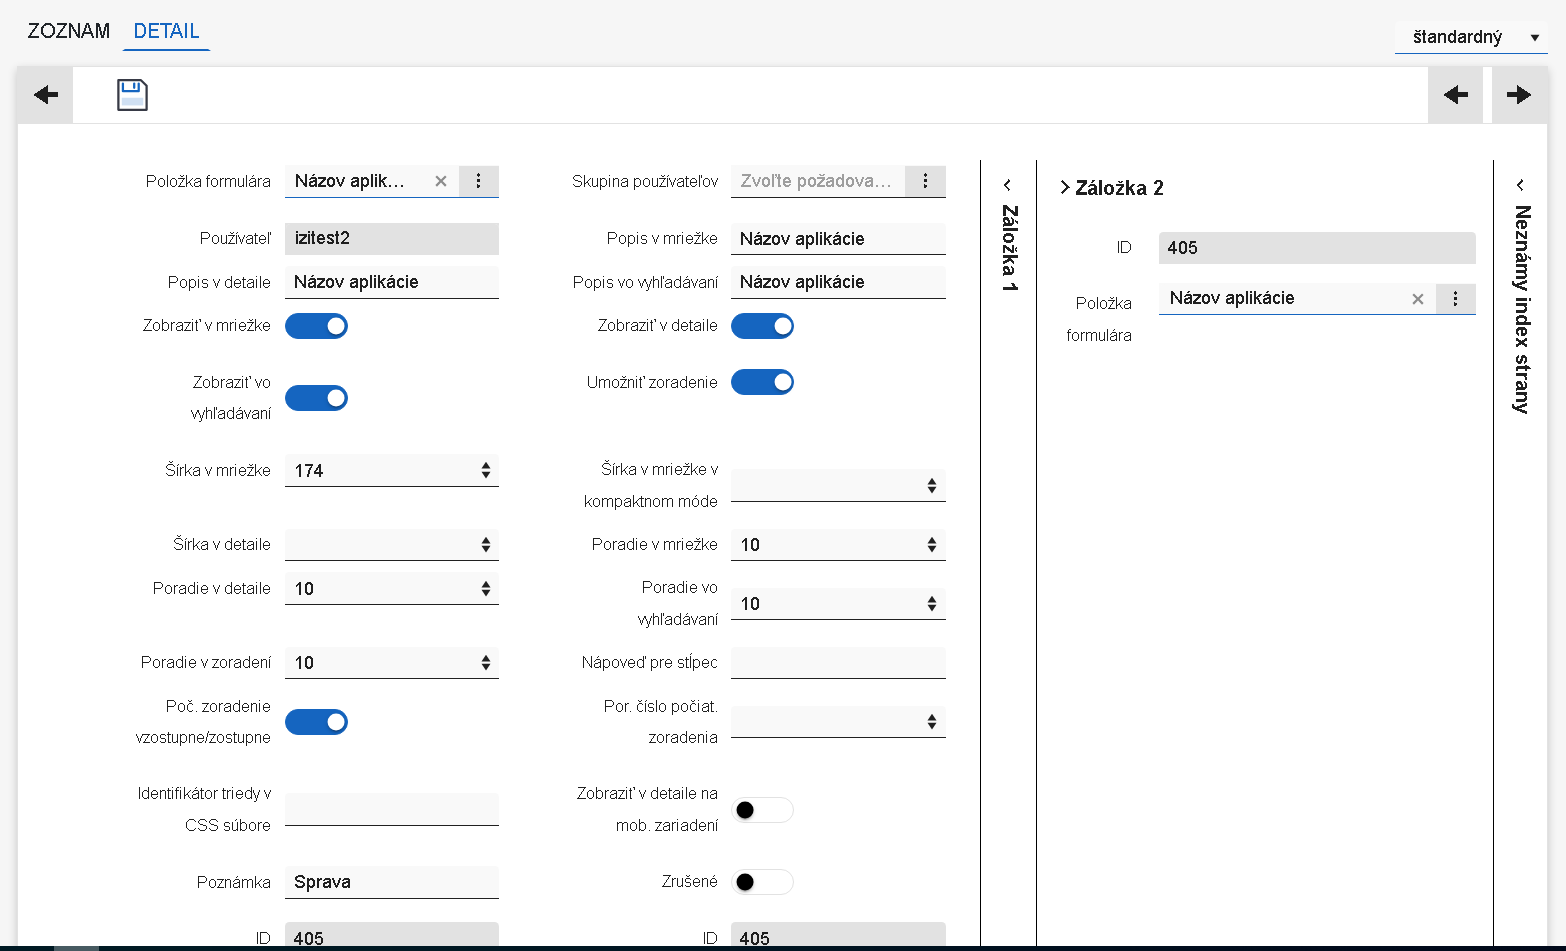 ZOZNAM DETAIL
štandardný
Položka formulára Názov aplik...
Skupina používateľov Zvoľte požadova...
Používateľ izitest2
Popis v mriežke Názov aplikácie
Popis v detaile Názov aplikácie
Popis vo vyhľadávaní Názov aplikácie
Zobraziť v mriežke
Zobraziť v detaile
Zobraziť vo
vyhľadávaní
Umožniť zoradenie
Šírka v mriežke 174
Šírka v mriežke v
kompaktnom móde
Šírka v detaile
Poradie v mriežke 10
Poradie v detaile 10
Poradie vo
vyhľadávaní 10
Poradie v zoradení 10
Nápoveď pre stĺpec
Poč. zoradenie
vzostupne/zostupne
Por. číslo počiat.
zoradenia
Identifikátor triedy v
CSS súbore
Zobraziť v detaile na
mob. zariadení
Poznámka Sprava
Zrušené
ID 405
ID 405
Záložka 1
Záložka 2
ID 405
Položka
formulára Názov aplikácie
Neznámy index strany